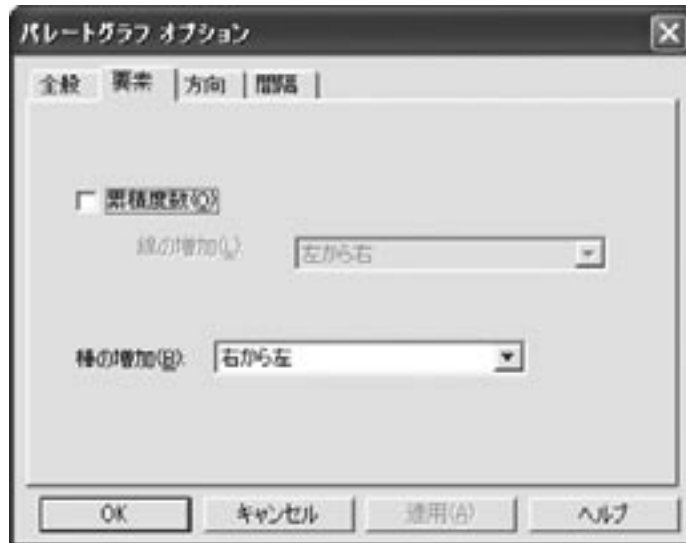 パレートグラフ オプション
全般 要素 方向 間隔
累積度数(O)
線の増加(L): 左から右
棒の増加(B): 右から左
OK キャンセル 適用(A) ヘルプ